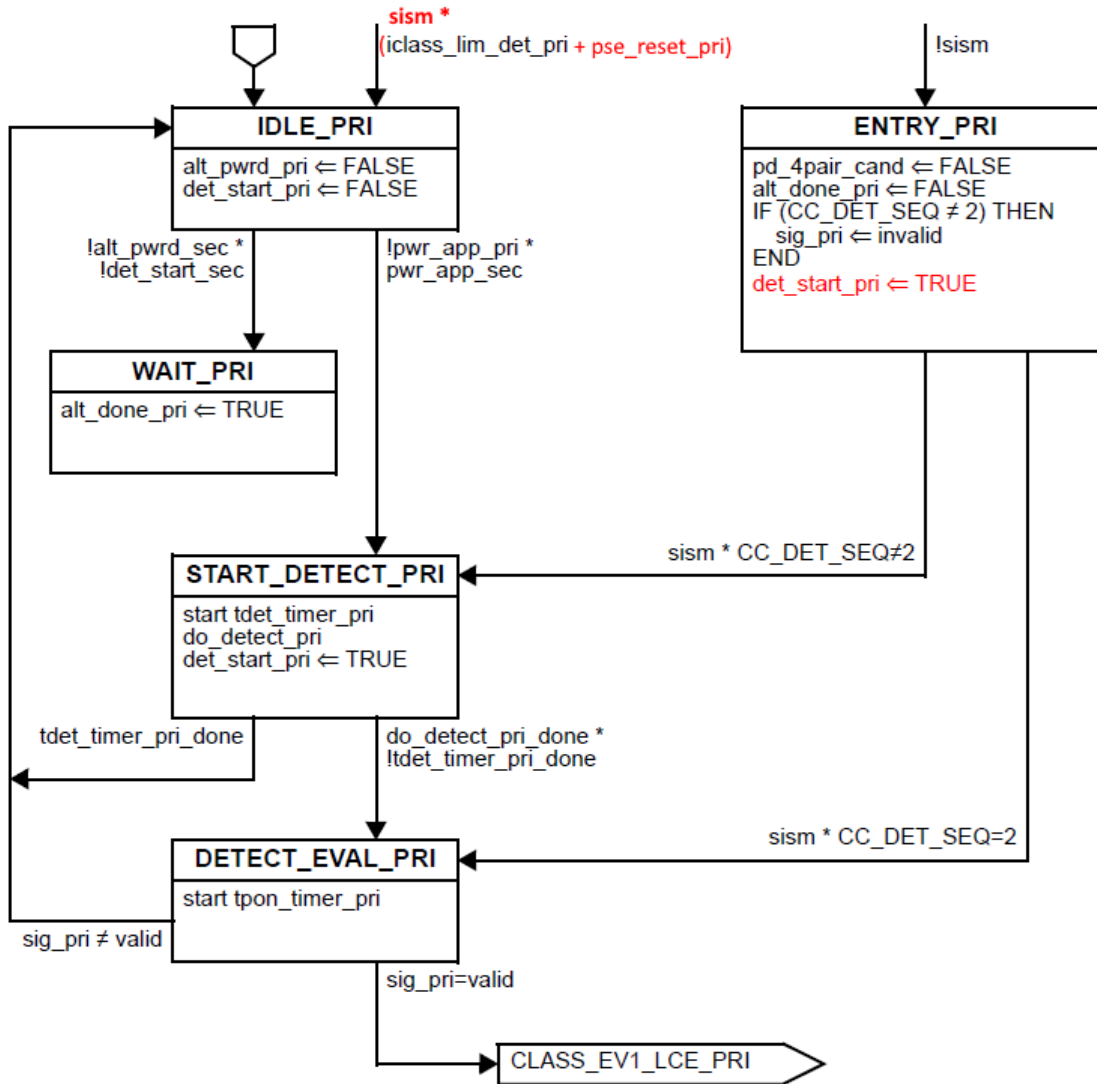 sism *
(iclass_lim_det_pri + pse_reset_pri)
!sism
IDLE_PRI
alt_pwrd_pri ⇐ FALSE
det_start_pri ⇐ FALSE
ENTRY_PRI
pd_4pair_cand ⇐ FALSE
alt_done_pri ⇐ FALSE
IF (CC_DET_SEQ ≠ 2) THEN
sig_pri ⇐ invalid
END
det_start_pri ⇐ TRUE
!alt_pwrd_sec *
!det_start_sec
!pwr_app_pri *
pwr_app_sec
WAIT_PRI
alt_done_pri ⇐ TRUE
sism * CC_DET_SEQ≠2
START_DETECT_PRI
start tdet_timer_pri
do_detect_pri
det_start_pri ⇐ TRUE
tdet_timer_pri_done
do_detect_pri_done *
!tdet_timer_pri_done
sism * CC_DET_SEQ=2
DETECT_EVAL_PRI
start tpon_timer_pri
sig_pri ≠ valid
sig_pri=valid
CLASS_EV1_LCE_PRI